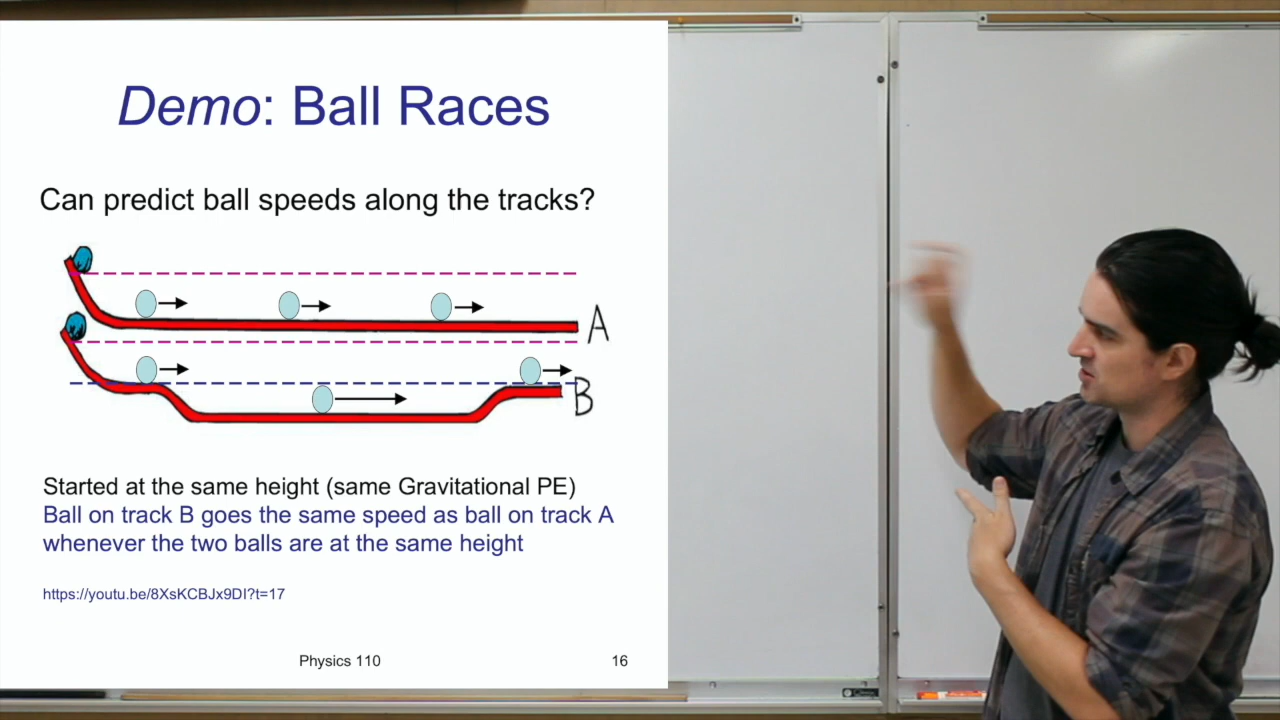 Demo: Ball Races
Can predict ball speeds along the tracks?
A
B
Started at the same height (same Gravitational PE)
Ball on track B goes the same speed as ball on track A
whenever the two balls are at the same height
https://youtu.be/8XsKCBJx9DI?t=17
Physics 110
16